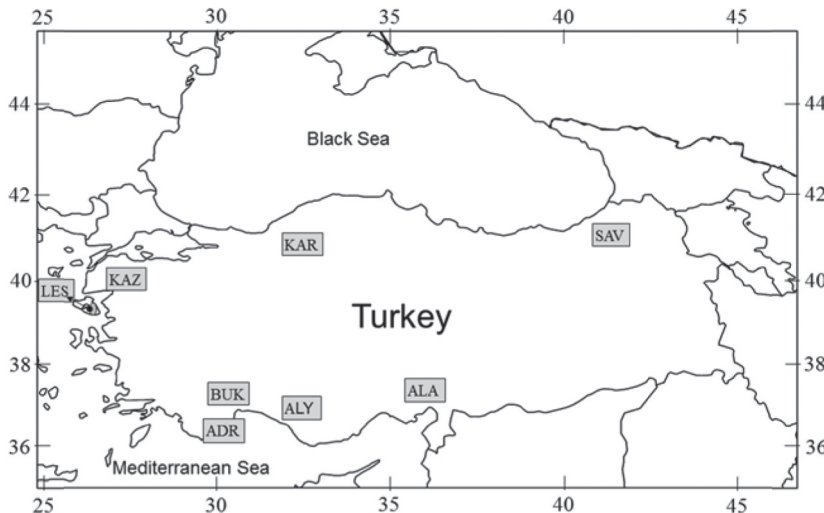 25 30 35 40 45
44 44
Black Sea
42 42
KAR SAV
KAZ
40 40
LES
Turkey
38 38
BUK ALY ALA
ADR
36 36
Mediterranean Sea
25 30 35 40 45